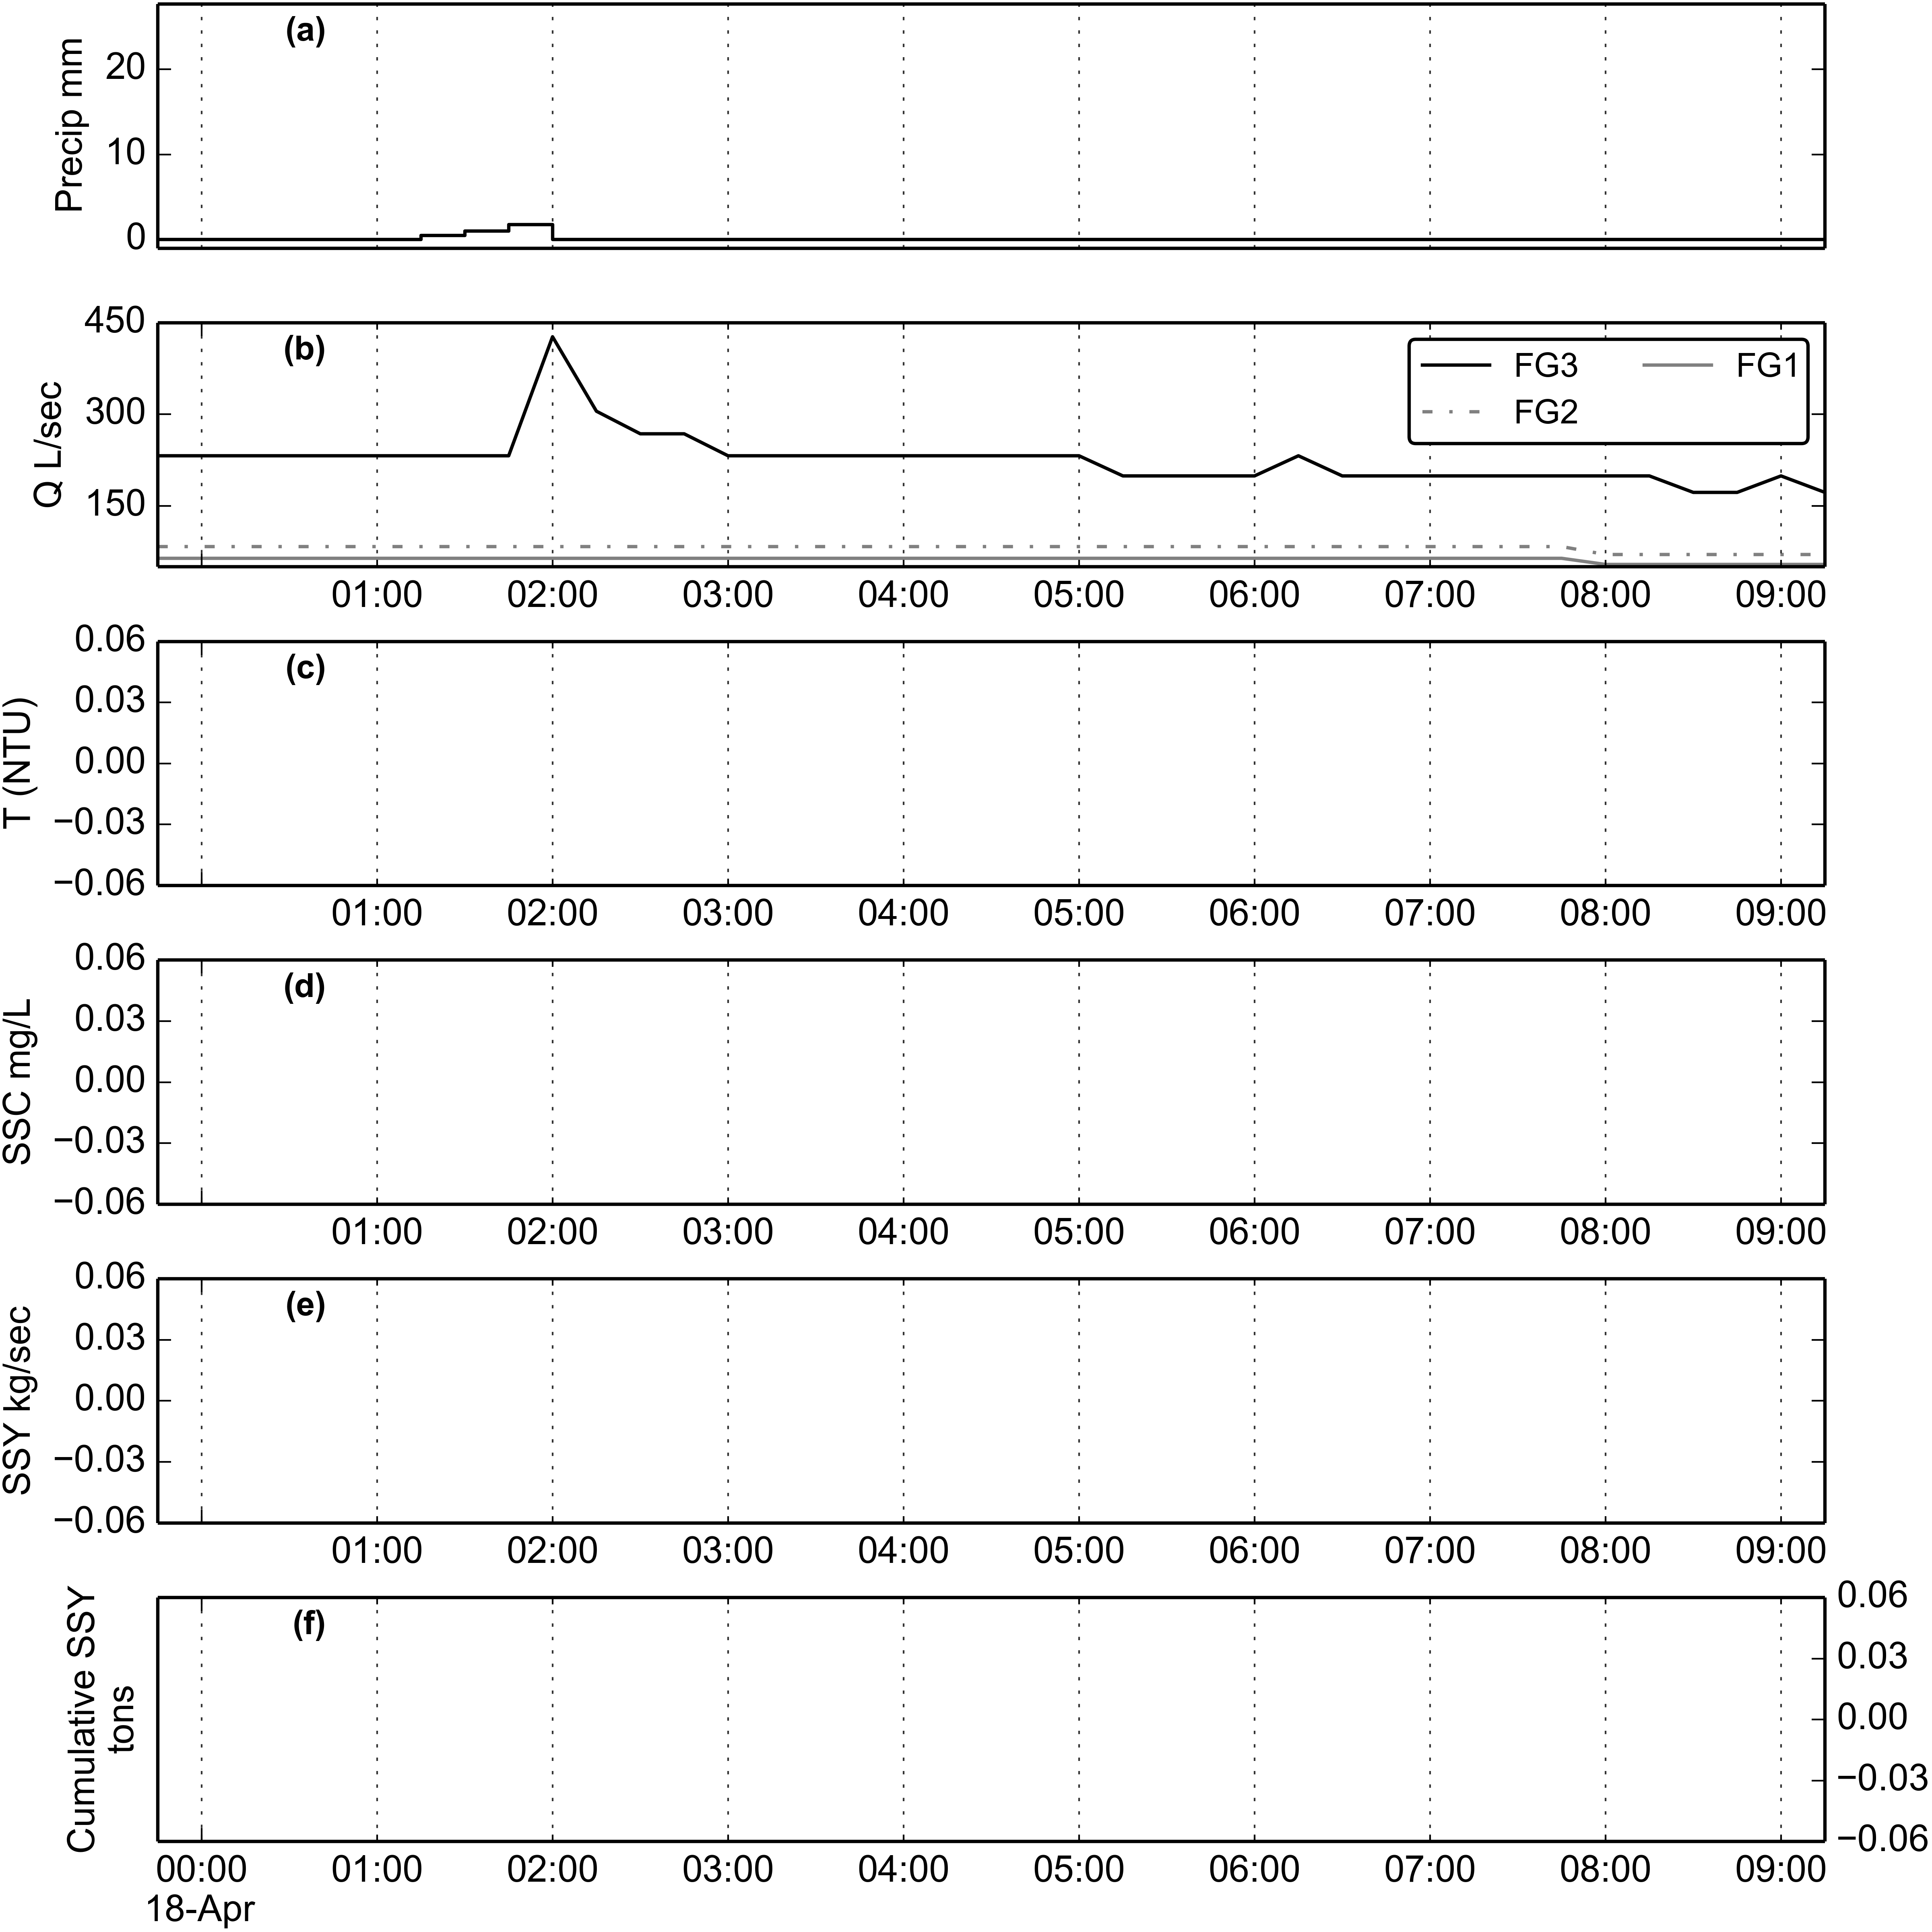 (a)
Precip mm
20
10
0
(b)
Q L/sec
450
300
150
FG3 FG1
FG2
01:00 02:00 03:00 04:00 05:00 06:00 07:00 08:00 09:00
(c)
T (NTU)
0.06
0.03
0.00
−0.03
−0.06
01:00 02:00 03:00 04:00 05:00 06:00 07:00 08:00 09:00
(d)
SSC mg/L
0.06
0.03
0.00
−0.03
−0.06
01:00 02:00 03:00 04:00 05:00 06:00 07:00 08:00 09:00
(e)
SSY kg/sec
0.06
0.03
0.00
−0.03
−0.06
01:00 02:00 03:00 04:00 05:00 06:00 07:00 08:00 09:00
(f)
Cumulative SSY
tons
0.06
0.03
0.00
−0.03
−0.06
00:00 01:00 02:00 03:00 04:00 05:00 06:00 07:00 08:00 09:00
18-Apr